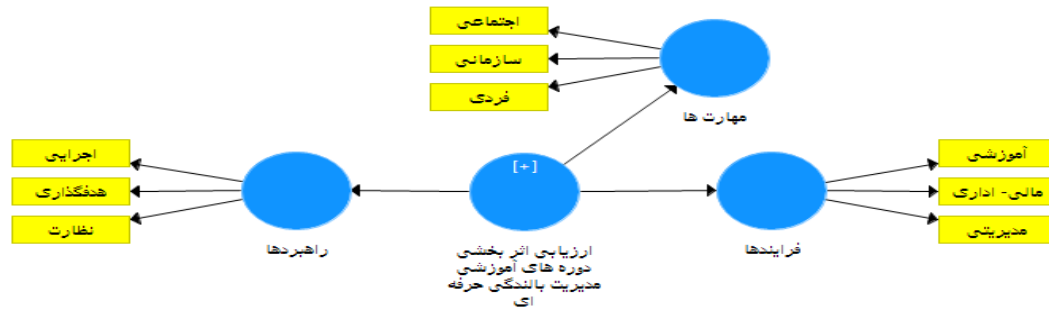 اجتماعی
سازمانی
فردی
مهارت ها
اجرایی
هدفگذاری
نظارت
راهبردها
[+]
ارزیابی اثر بخشی
دوره های آموزشی
مدیریت بالندگی حرفه
ای
آموزشی
مالی- اداری
مدیریتی
فرایندها